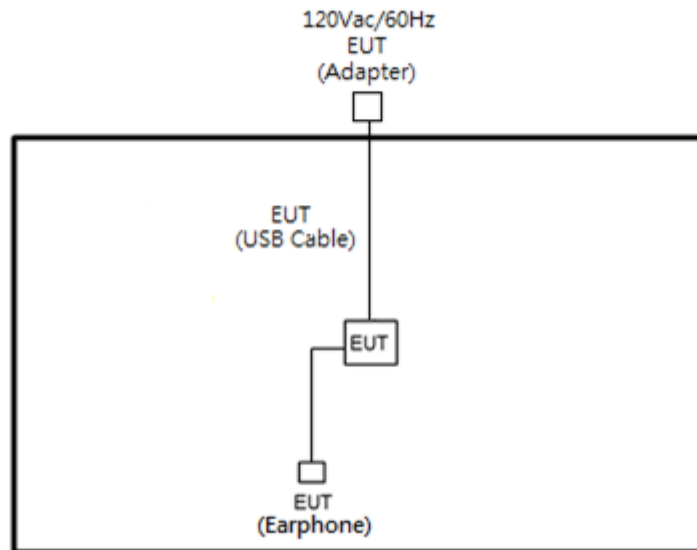 120Vac/60Hz
EUT
(Adapter)
EUT
(USB Cable)
EUT
EUT
(Earphone)